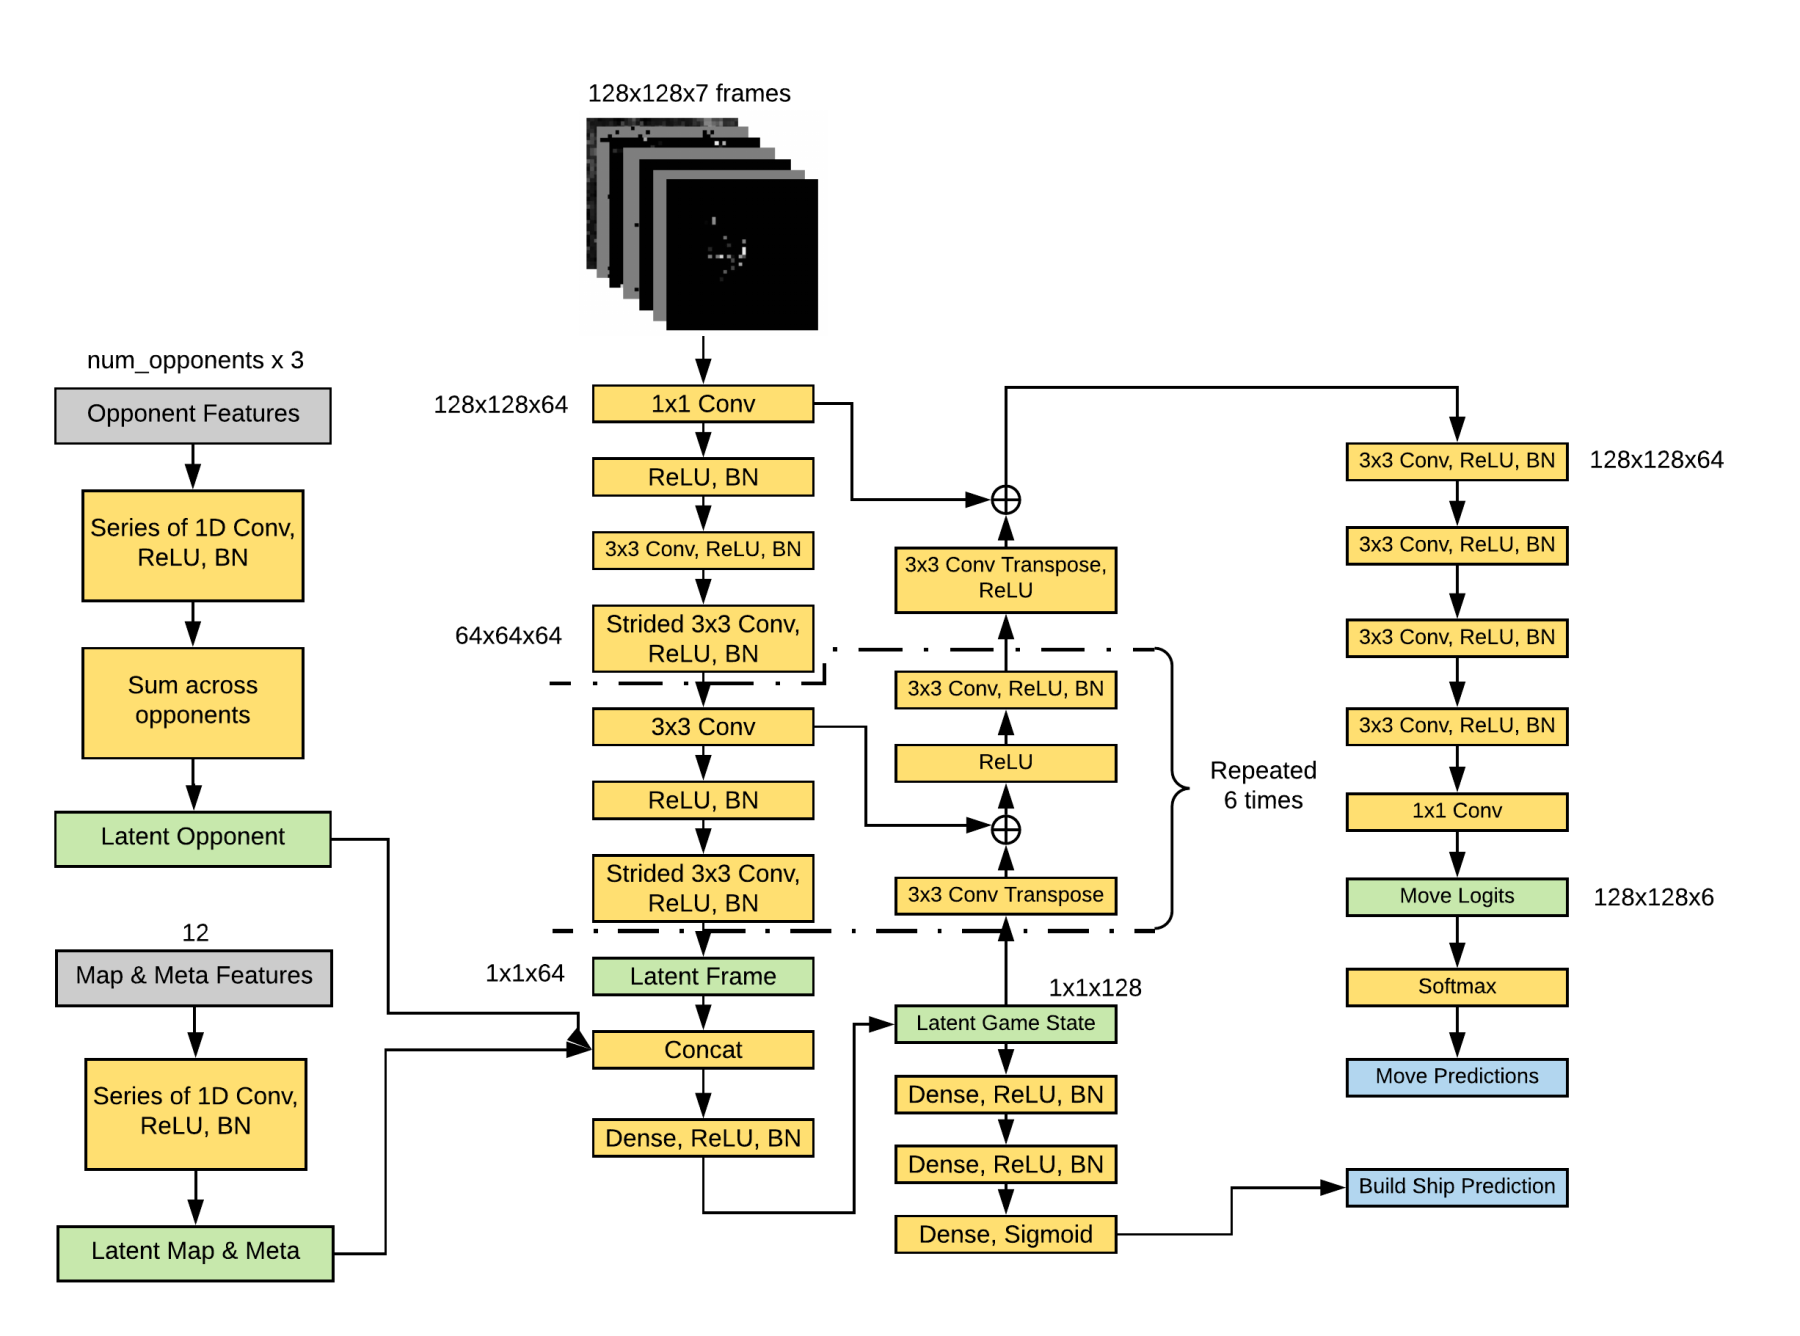 128x128x7 frames
num_opponents x 3
Opponent Features
Series of 1D Conv,
ReLU, BN
Sum across
opponents
Latent Opponent
12
Map & Meta Features
Series of 1D Conv,
ReLU, BN
Latent Map & Meta
128x128x64
1x1 Conv
ReLU, BN
3x3 Conv, ReLU, BN
64x64x64
Strided 3x3 Conv,
ReLU, BN
3x3 Conv
ReLU, BN
Strided 3x3 Conv,
ReLU, BN
1x1x64
Latent Frame
Concat
Dense, ReLU, BN
3x3 Conv Transpose,
ReLU
3x3 Conv, ReLU, BN
ReLU
3x3 Conv Transpose
Repeated
6 times
1x1x128
Latent Game State
Dense, ReLU, BN
Dense, ReLU, BN
Dense, Sigmoid
3x3 Conv, ReLU, BN
128x128x64
3x3 Conv, ReLU, BN
3x3 Conv, ReLU, BN
3x3 Conv, ReLU, BN
1x1 Conv
Move Logits
128x128x6
Softmax
Move Predictions
Build Ship Prediction